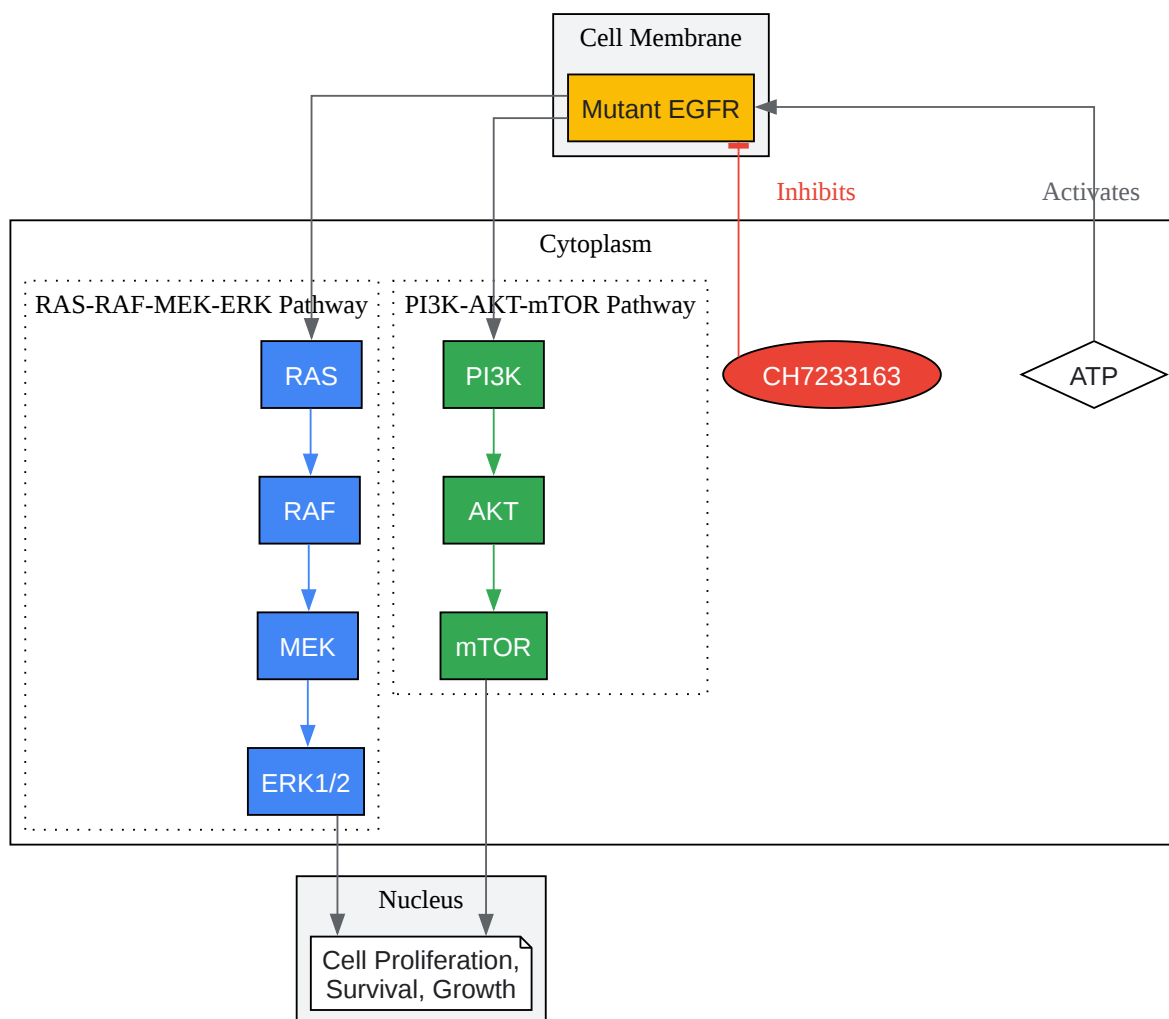 Cell Membrane
Mutant EGFR
Inhibits
Activates
Cytoplasm
RAS-RAF-MEK-ERK Pathway
PI3K-AKT-mTOR Pathway
RAS
PI3K
CH7233163
ATP
RAF
AKT
MEK
mTOR
ERK1/2
Nucleus
Cell Proliferation,
Survival, Growth